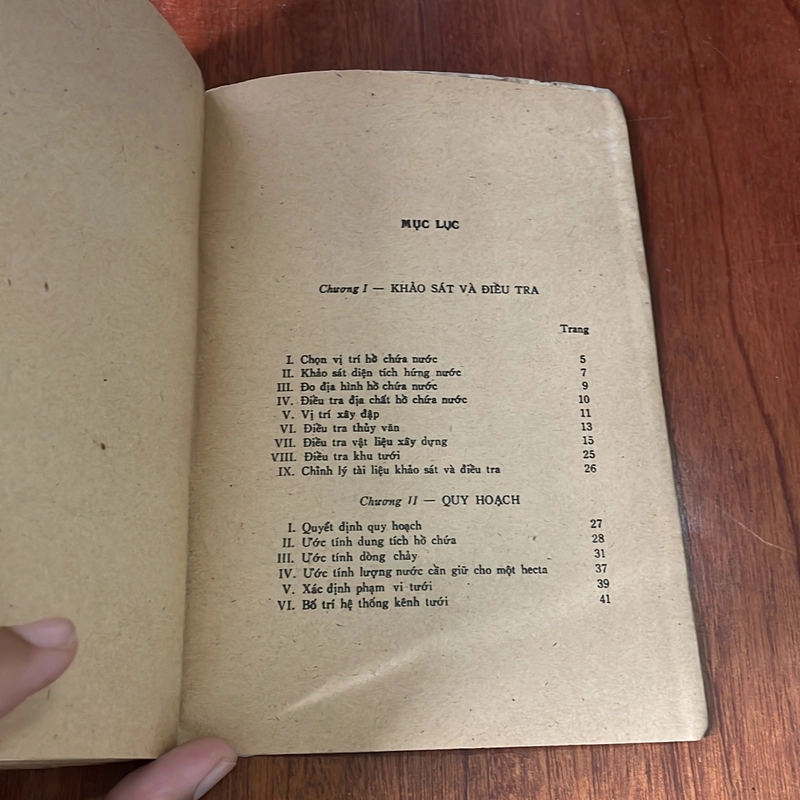 MỤC LỤC
Chương I — KHẢO SÁT VÀ ĐIỀU TRA
Trang
I. Chọn vị trí hồ chứa nước 5
II. Khảo sát diện tích hứng nước 7
III. Đo địa hình hồ chứa nước 9
IV. Điều tra địa chất hồ chứa nước 10
V. Vị trí xây đập 11
VI. Điều tra thủy văn 13
VII. Điều tra vật liệu xây dựng 15
VIII. Điều tra khu tưới 25
IX. Chỉnh lý tài liệu khảo sát và điều tra 26
Chương II — QUY HOẠCH
I. Quyết định quy hoạch 27
II. Ước tính dung tích hồ chứa 28
III. Ước tính dòng chảy 31
IV. Ước tính lượng nước cần giữ cho một hecta 37
V. Xác định phạm vi tưới 39
VI. Bố trí hệ thống kênh tưới 41